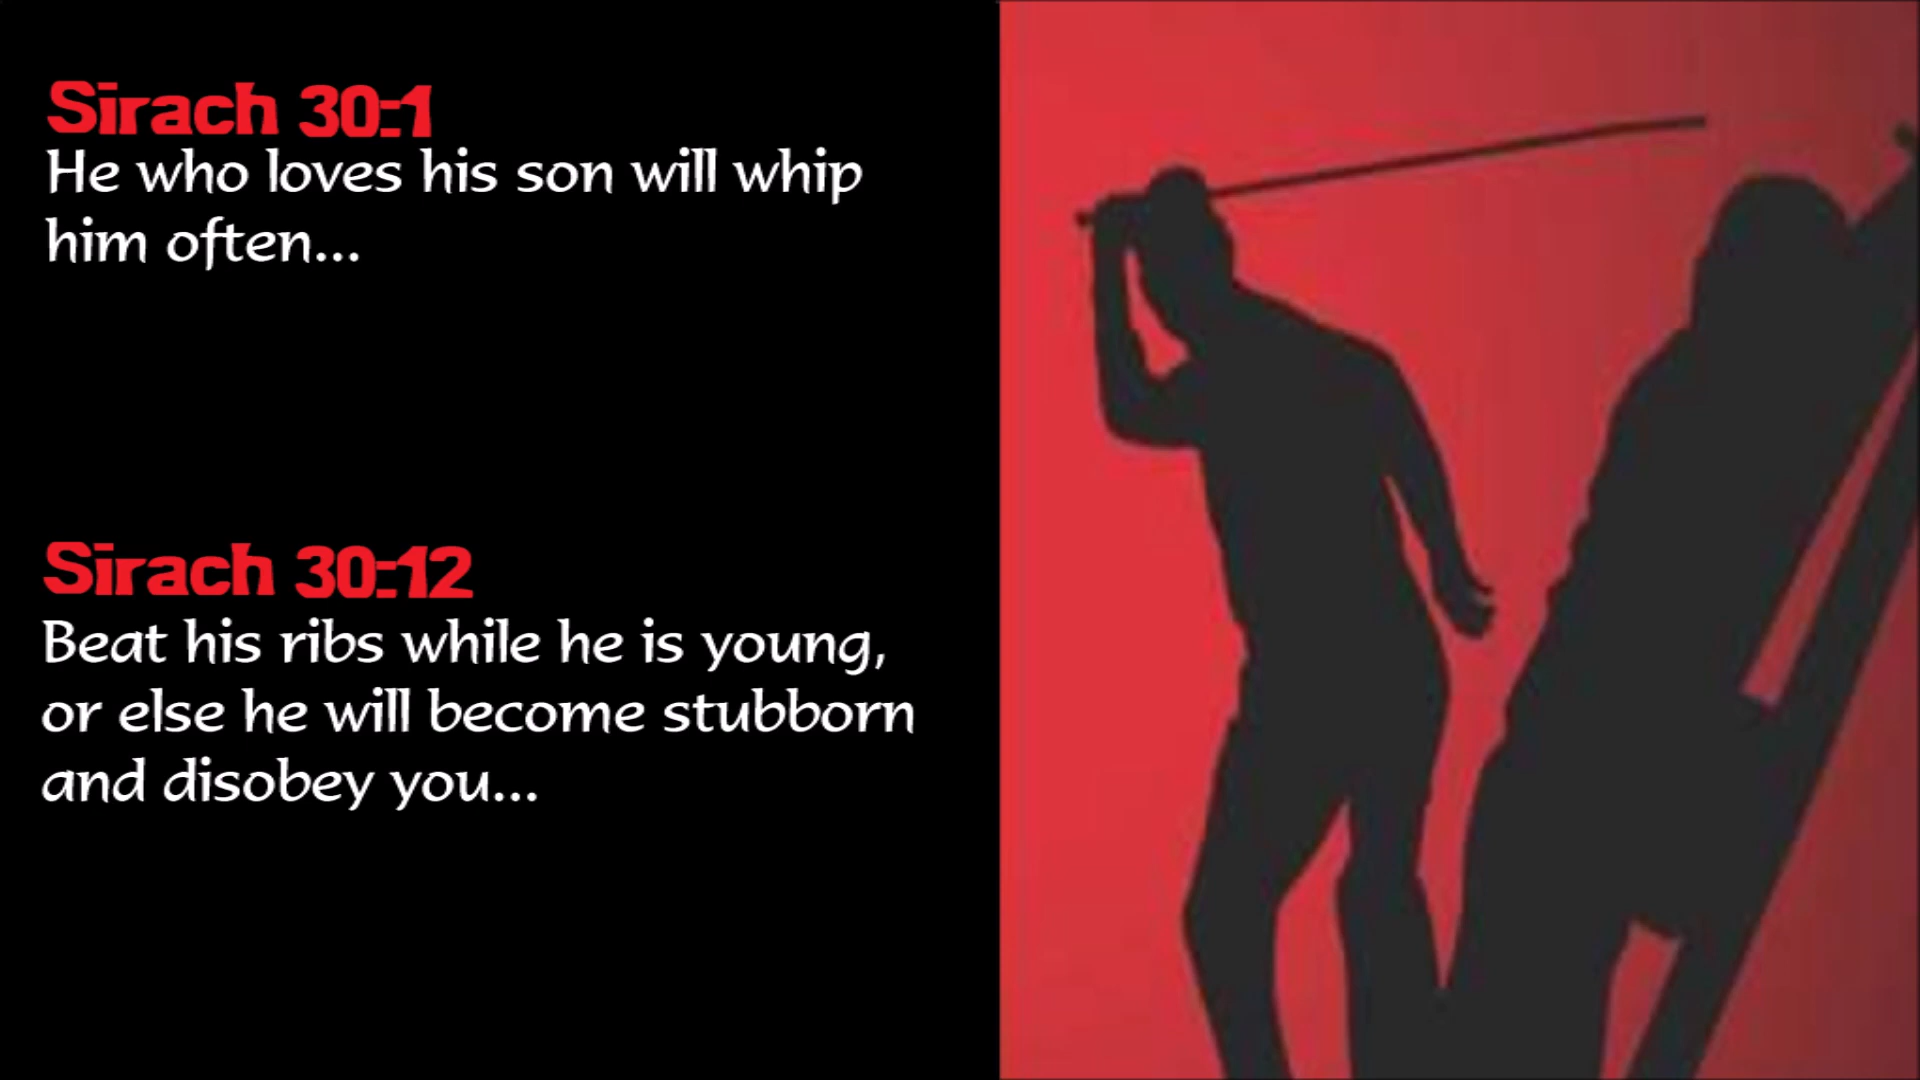 Sirach 30:1
He who loves his son will whip
him often...
Sirach 30:12
Beat his ribs while he is young,
or else he will become stubborn
and disobey you...